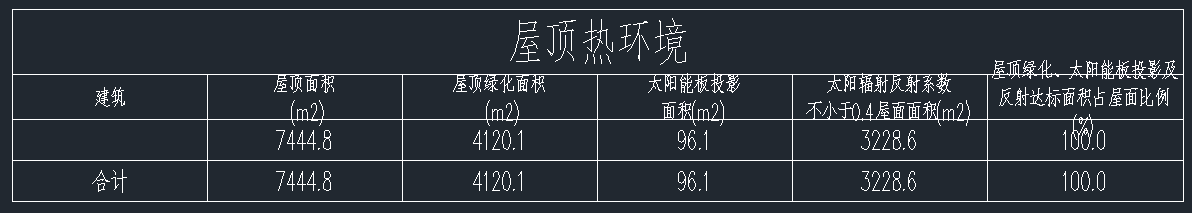 屋顶热环境
建筑
屋顶面积
(m2)
屋顶绿化面积
(m2)
太阳能板投影
面积(m2)
太阳辐射反射系数
不小于0.4屋面面积(m2)
屋顶绿化、太阳能板投影及
反射达标面积占屋面比例
(%)
7444.8 4120.1 96.1 3228.6 100.0
合计 7444.8 4120.1 96.1 3228.6 100.0